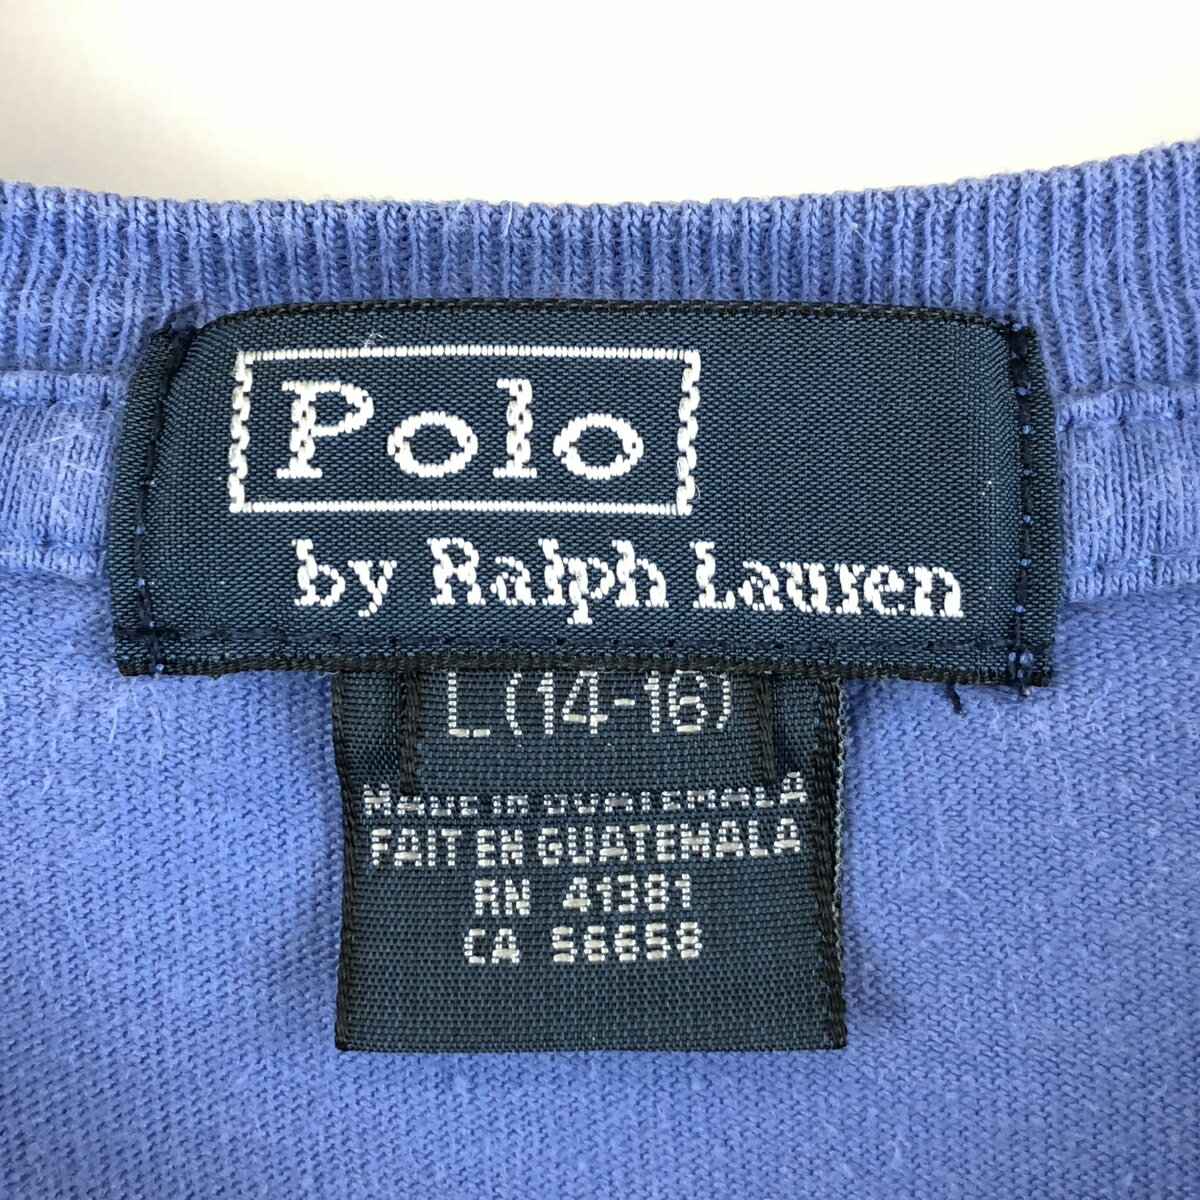 Polo
by Ralph Lauren
L (14-16)
MADE IN GUATEMALA
FAIT EN GUATEMALA
RN 41381
CA 56658